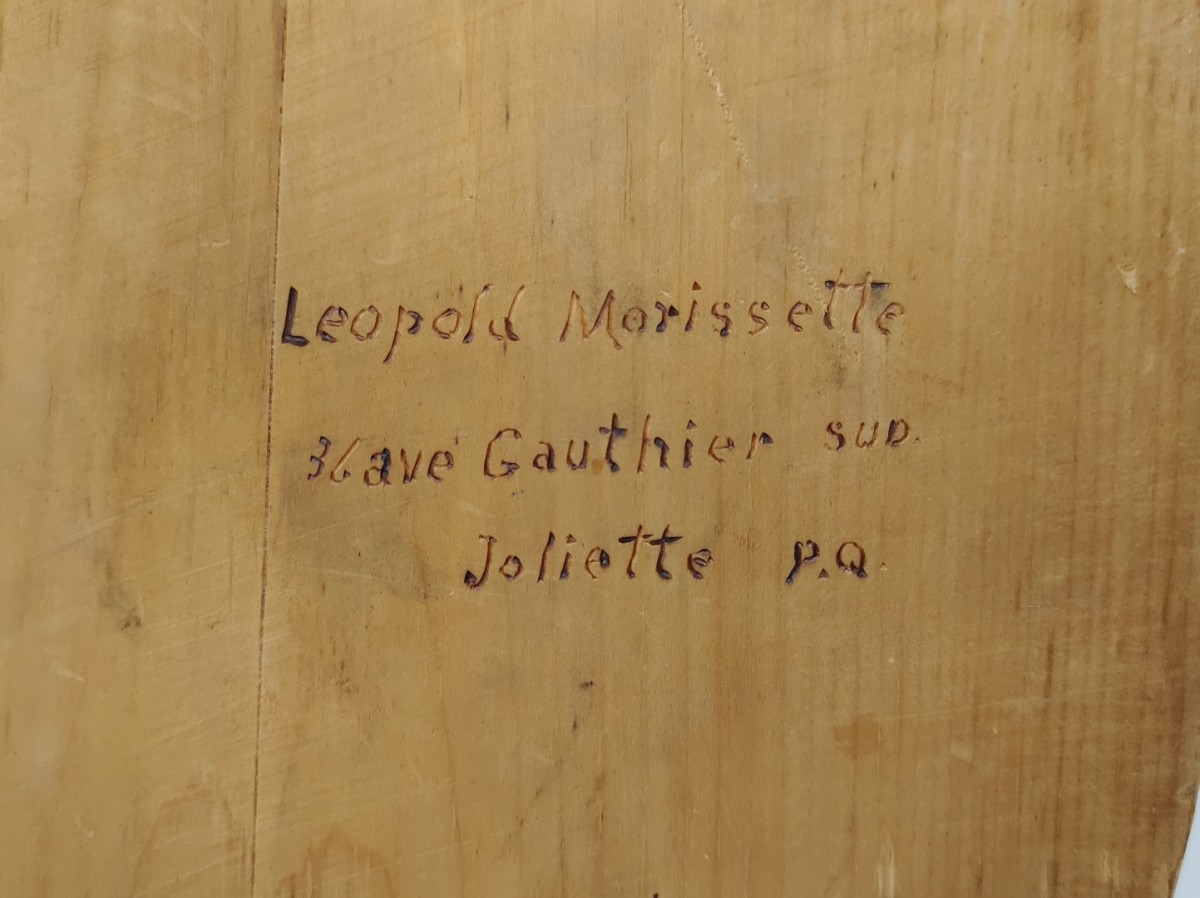 Leopold Morissette
36 ave Gauthier sud.
Joliette P.Q.